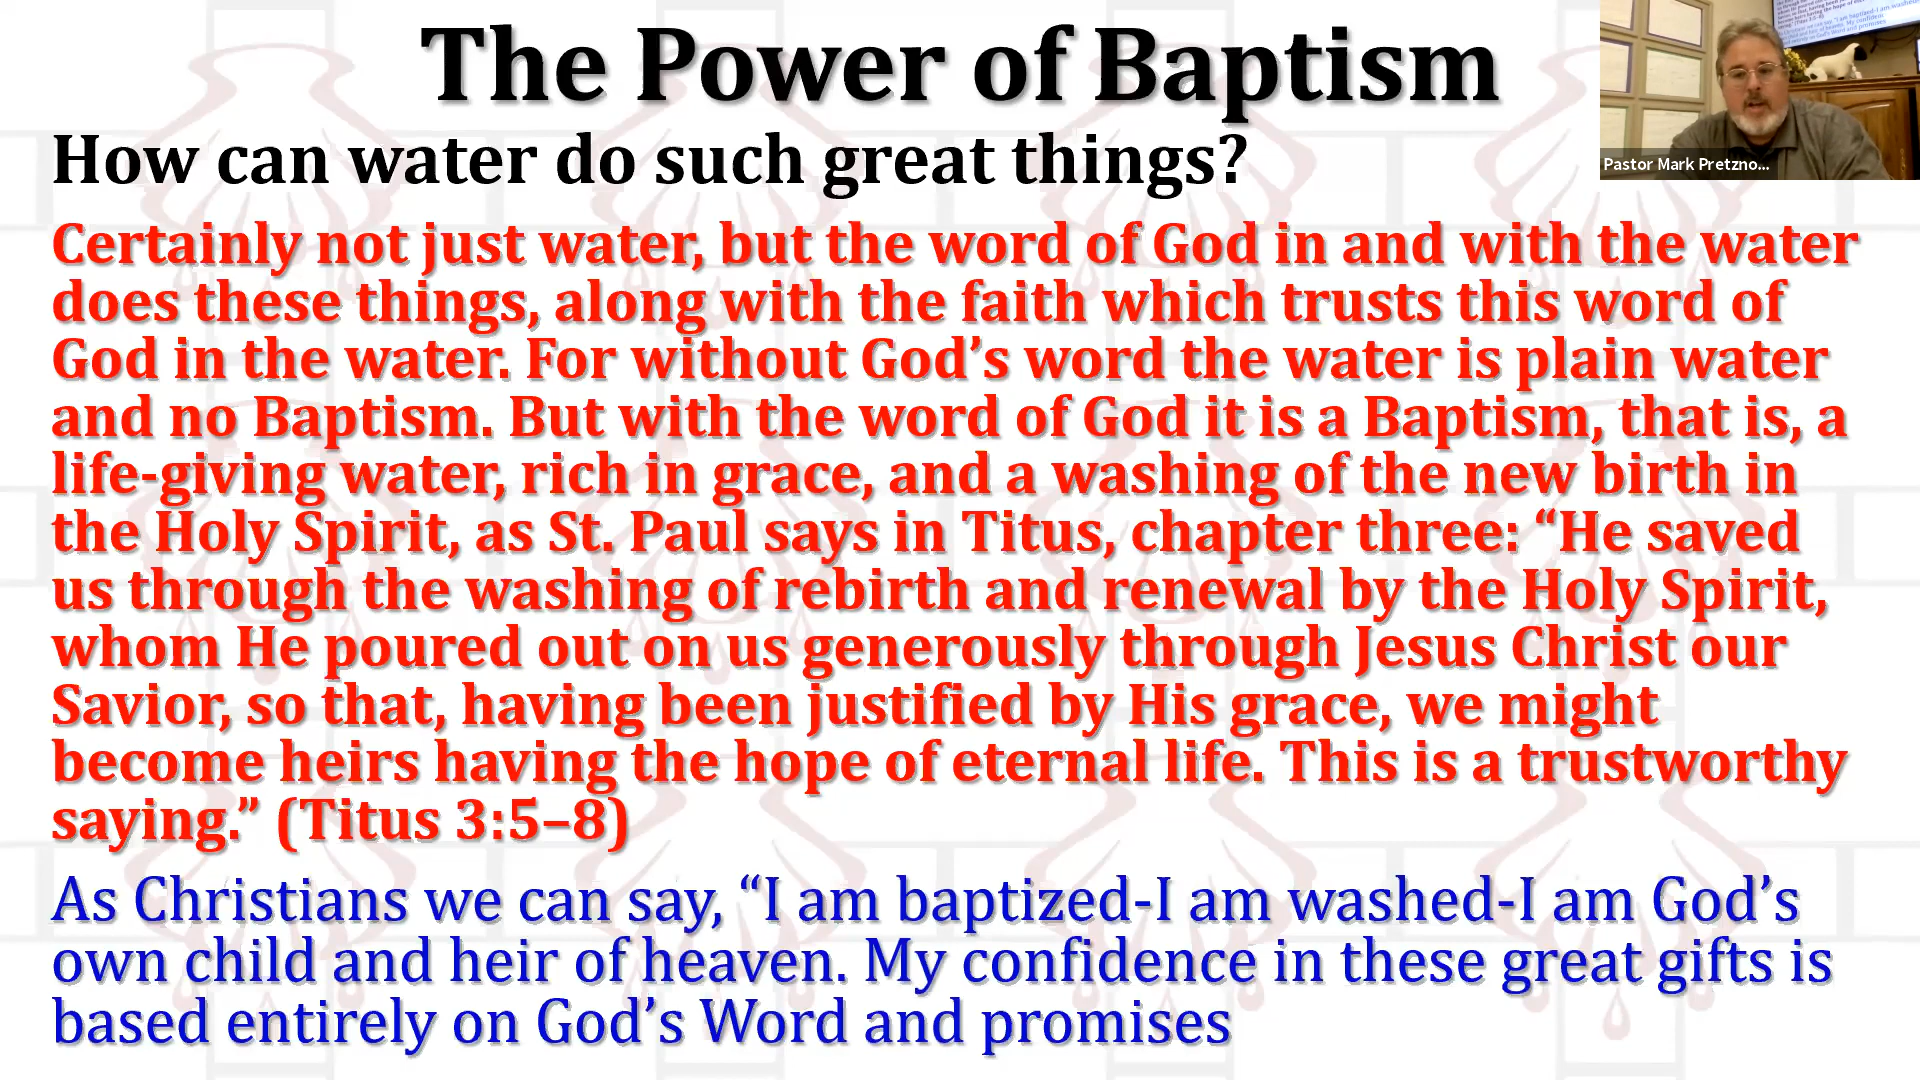 The Power of Baptism
How can water do such great things?
Certainly not just water, but the word of God in and with the water
does these things, along with the faith which trusts this word of
God in the water. For without God’s word the water is plain water
and no Baptism. But with the word of God it is a Baptism, that is, a
life-giving water, rich in grace, and a washing of the new birth in
the Holy Spirit, as St. Paul says in Titus, chapter three: “He saved
us through the washing of rebirth and renewal by the Holy Spirit,
whom He poured out on us generously through Jesus Christ our
Savior, so that, having been justified by His grace, we might
become heirs having the hope of eternal life. This is a trustworthy
saying.” (Titus 3:5–8)
As Christians we can say, “I am baptized-I am washed-I am God’s
own child and heir of heaven. My confidence in these great gifts is
based entirely on God’s Word and promises
Pastor Mark Pretzno...